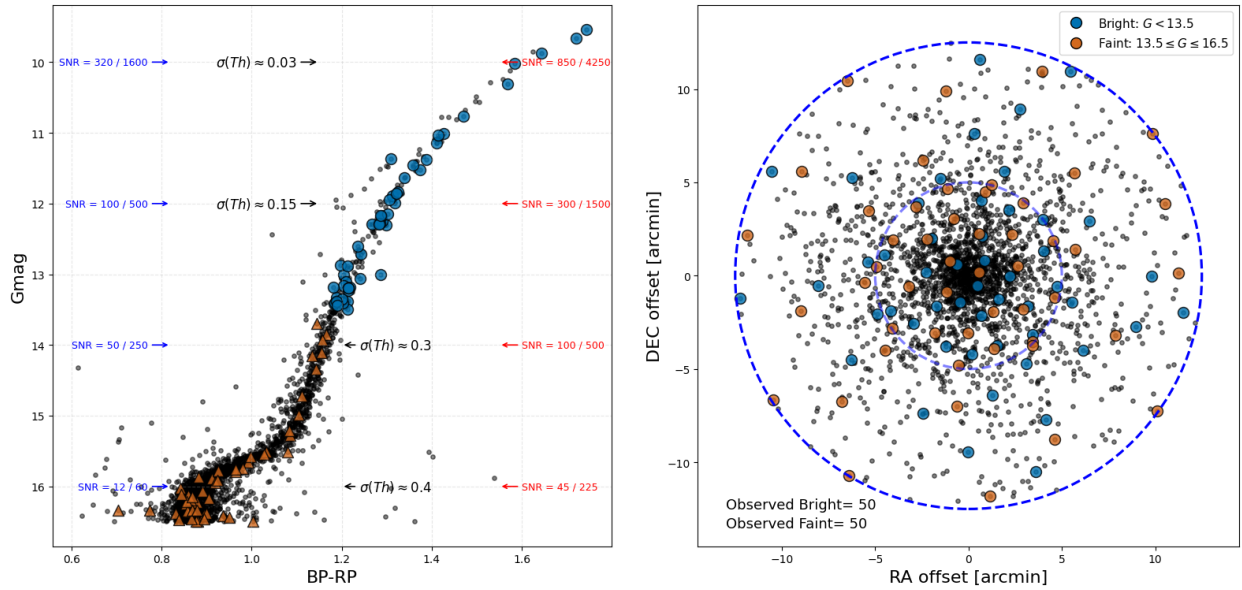 SNR = 320 / 1600
σ(Th) ≈ 0.03
SNR = 850 / 4250
SNR = 100 / 500
σ(Th) ≈ 0.15
SNR = 300 / 1500
SNR = 50 / 250
σ(Th) ≈ 0.3
SNR = 100 / 500
SNR = 12 / 60
σ(Th) ≈ 0.4
SNR = 45 / 225
Gmag
10
11
12
13
14
15
16
0.6
0.8
1.0
1.2
1.4
1.6
BP-RP
Bright: G < 13.5
Faint: 13.5 ≤ G ≤ 16.5
DEC offset [arcmin]
10
5
0
−5
−10
Observed Bright= 50
Observed Faint= 50
−10
−5
0
5
10
RA offset [arcmin]